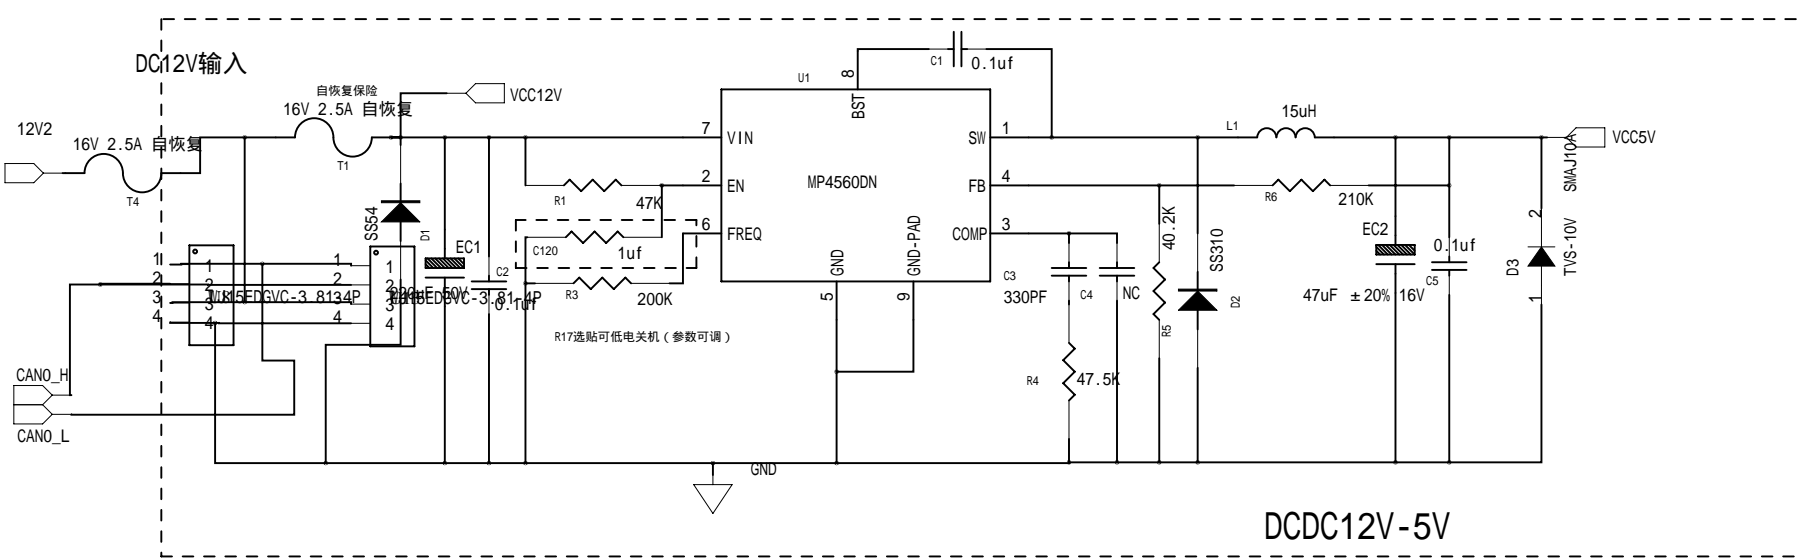 DC12V输入
自恢复保险
16V 2.5A 自恢复
T1
VCC12V
12V2
16V 2.5A 自恢复
T4
U1
MP4560DN
7
VIN
2
EN
6
FREQ
8
BST
SW
1
FB
4
COMP
3
GND
5
GND-PAD
9
C1
0.1uf
L1
15uH
VCC5V
SMAJ10A
R1
47K
C120
1uf
R3
200K
R17选贴可低电关机（参数可调）
SS54
D1
EC1
C2
0.1uf
1
2
3
4
1
2
3
4
1
2
3
4
1
2
3
4
C3
330PF
C4
NC
R4
47.5K
40.2K
R5
SS310
D2
R6
210K
EC2
47uF ±20% 16V
0.1uf
C5
D3
2
1
TVS-10V
CAN0_H
CAN0_L
GND
DCDC12V-5V